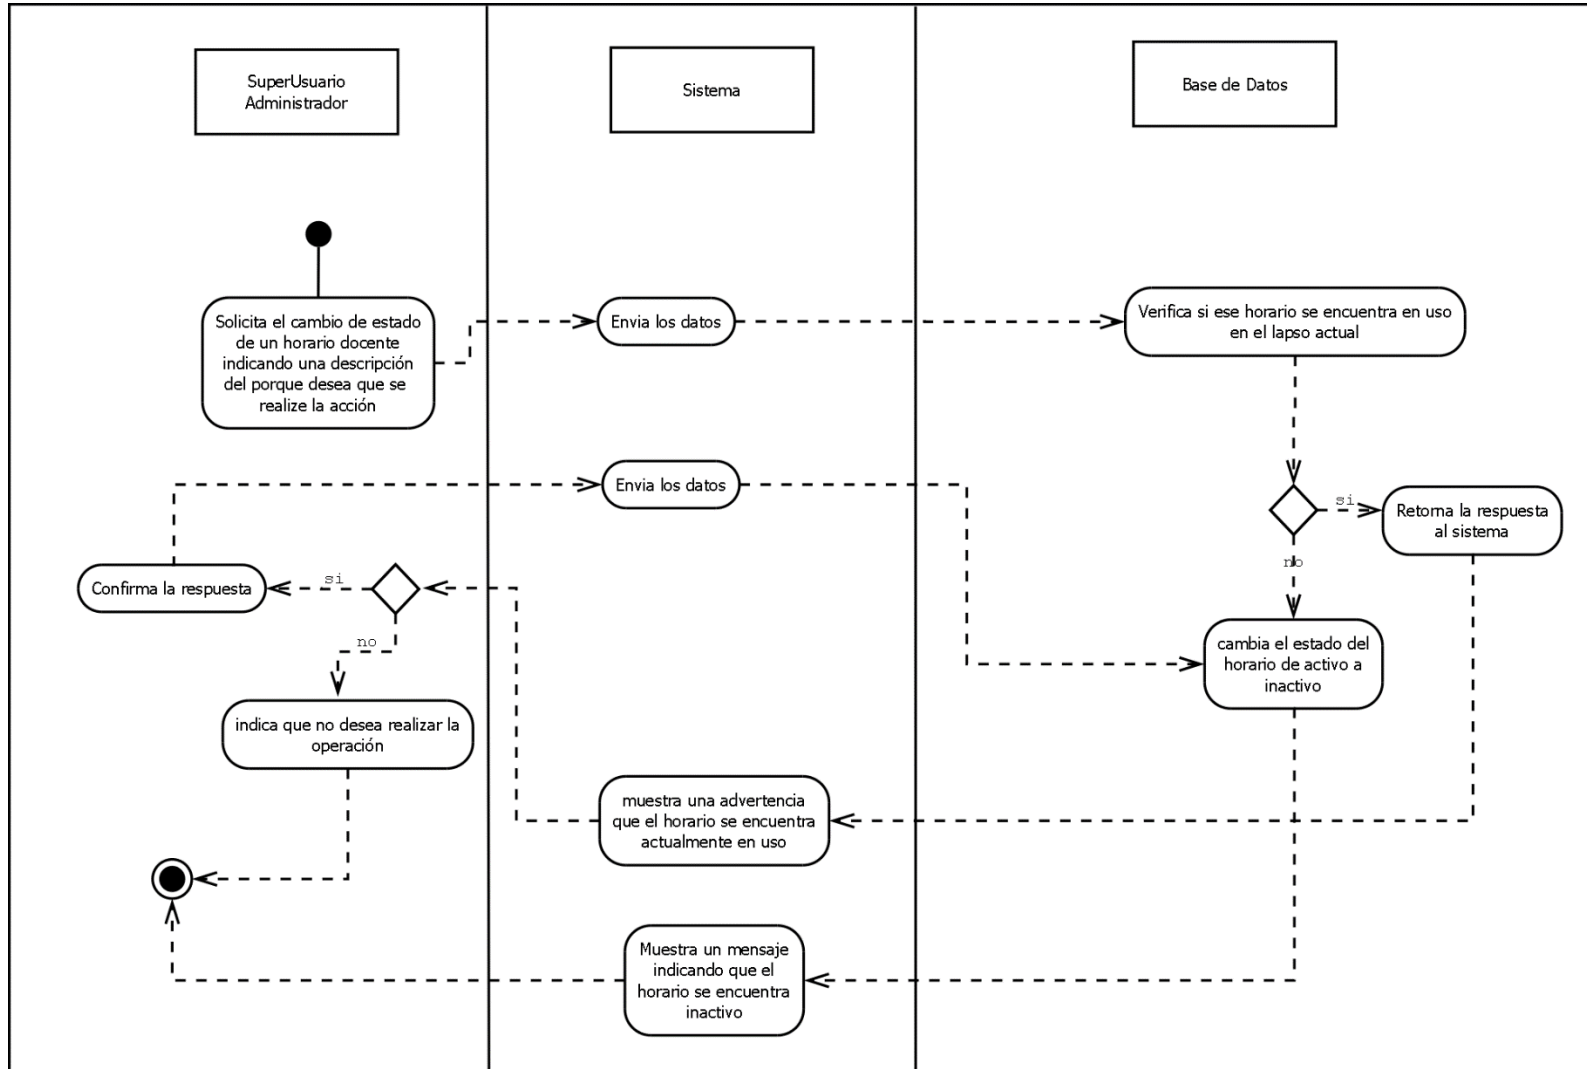 SuperUsuario
Administrador
Sistema
Base de Datos
Solicita el cambio de estado
de un horario docente
indicando una descripción
del porque desea que se
realize la acción
Envia los datos
Verifica si ese horario se encuentra en uso
en el lapso actual
Envia los datos
si
Retorna la respuesta
al sistema
no
Confirma la respuesta
si
no
cambia el estado del
horario de activo a
inactivo
indica que no desea realizar la
operación
muestra una advertencia
que el horario se encuentra
actualmente en uso
Muestra un mensaje
indicando que el
horario se encuentra
inactivo